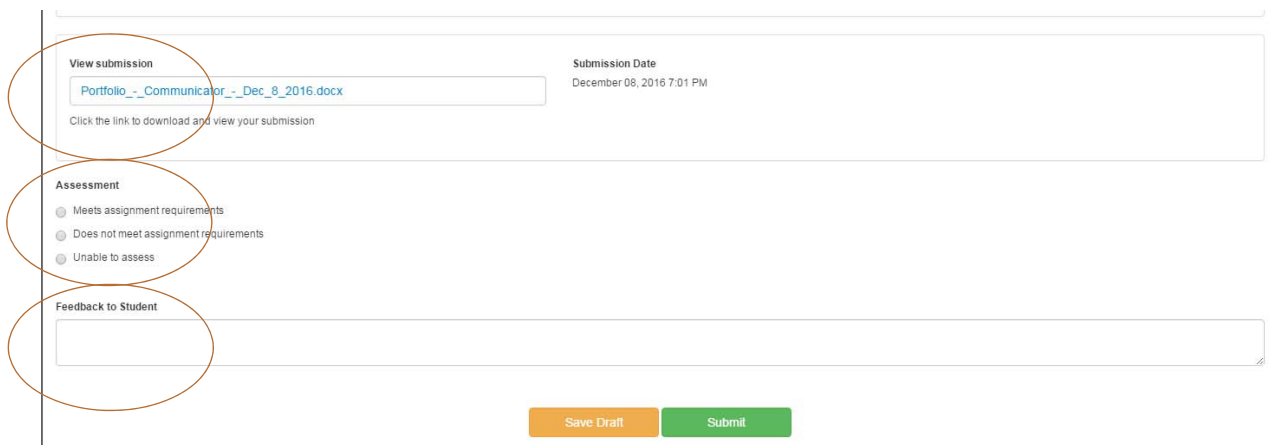 View submission
Submission Date
Portfolio_-_Communicator_-_Dec_8_2016.docx
December 08, 2016 7:01 PM
Click the link to download and view your submission
Assessment
Meets assignment requirements
Does not meet assignment requirements
Unable to assess
Feedback to Student
Save Draft
Submit